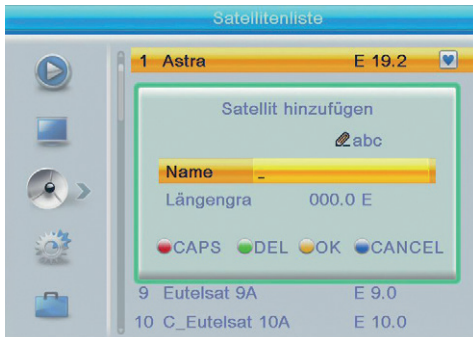 Satellitenliste
1 Astra E 19.2
Satellit hinzufügen
abc
Name _
Längengra 000.0 E
CAPS DEL OK CANCEL
9 Eutelsat 9A E 9.0
10 C_Eutelsat 10A E 10.0